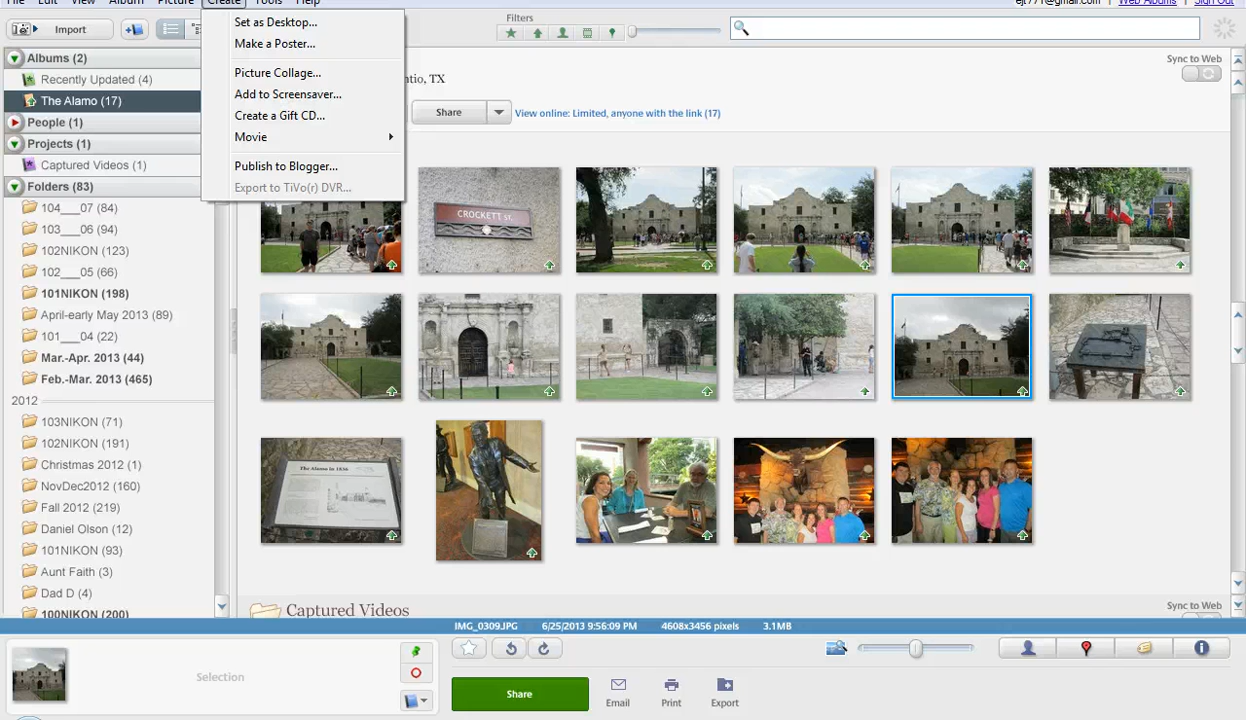 File Edit View Album Picture Create Tools Help
ejt771@gmail.com Web Albums Sign Out
Import
Filters
Set as Desktop...
Make a Poster...
Picture Collage...
Add to Screensaver...
Create a Gift CD...
Movie
Publish to Blogger...
Export to TiVo(r) DVR...
Albums (2)
Recently Updated (4)
The Alamo (17)
People (1)
Projects (1)
Captured Videos (1)
Folders (83)
104___07 (84)
103___06 (94)
102NIKON (123)
102___05 (66)
101NIKON (198)
April-early May 2013 (89)
101___04 (22)
Mar.-Apr. 2013 (44)
Feb.-Mar. 2013 (465)
2012
103NIKON (71)
102NIKON (191)
Christmas 2012 (1)
NovDec2012 (160)
Fall 2012 (219)
Daniel Olson (12)
101NIKON (93)
Aunt Faith (3)
Dad D (4)
100NIKON (200)
ntio, TX
Sync to Web
Share
View online: Limited, anyone with the link (17)
CROCKETT ST.
The Alamo in 1836
Captured Videos
Sync to Web
IMG_0309.JPG 6/25/2013 9:56:09 PM 4608x3456 pixels 3.1MB
Selection
Share
Email
Print
Export